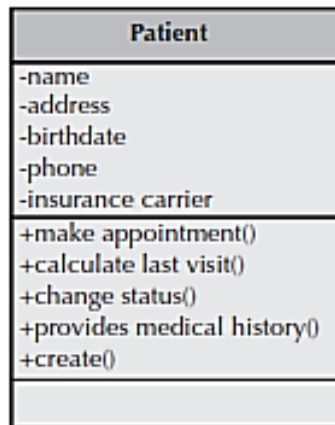 Patient
-name
-address
-birthdate
-phone
-insurance carrier
+make appointment()
+calculate last visit()
+change status()
+provides medical history()
+create()